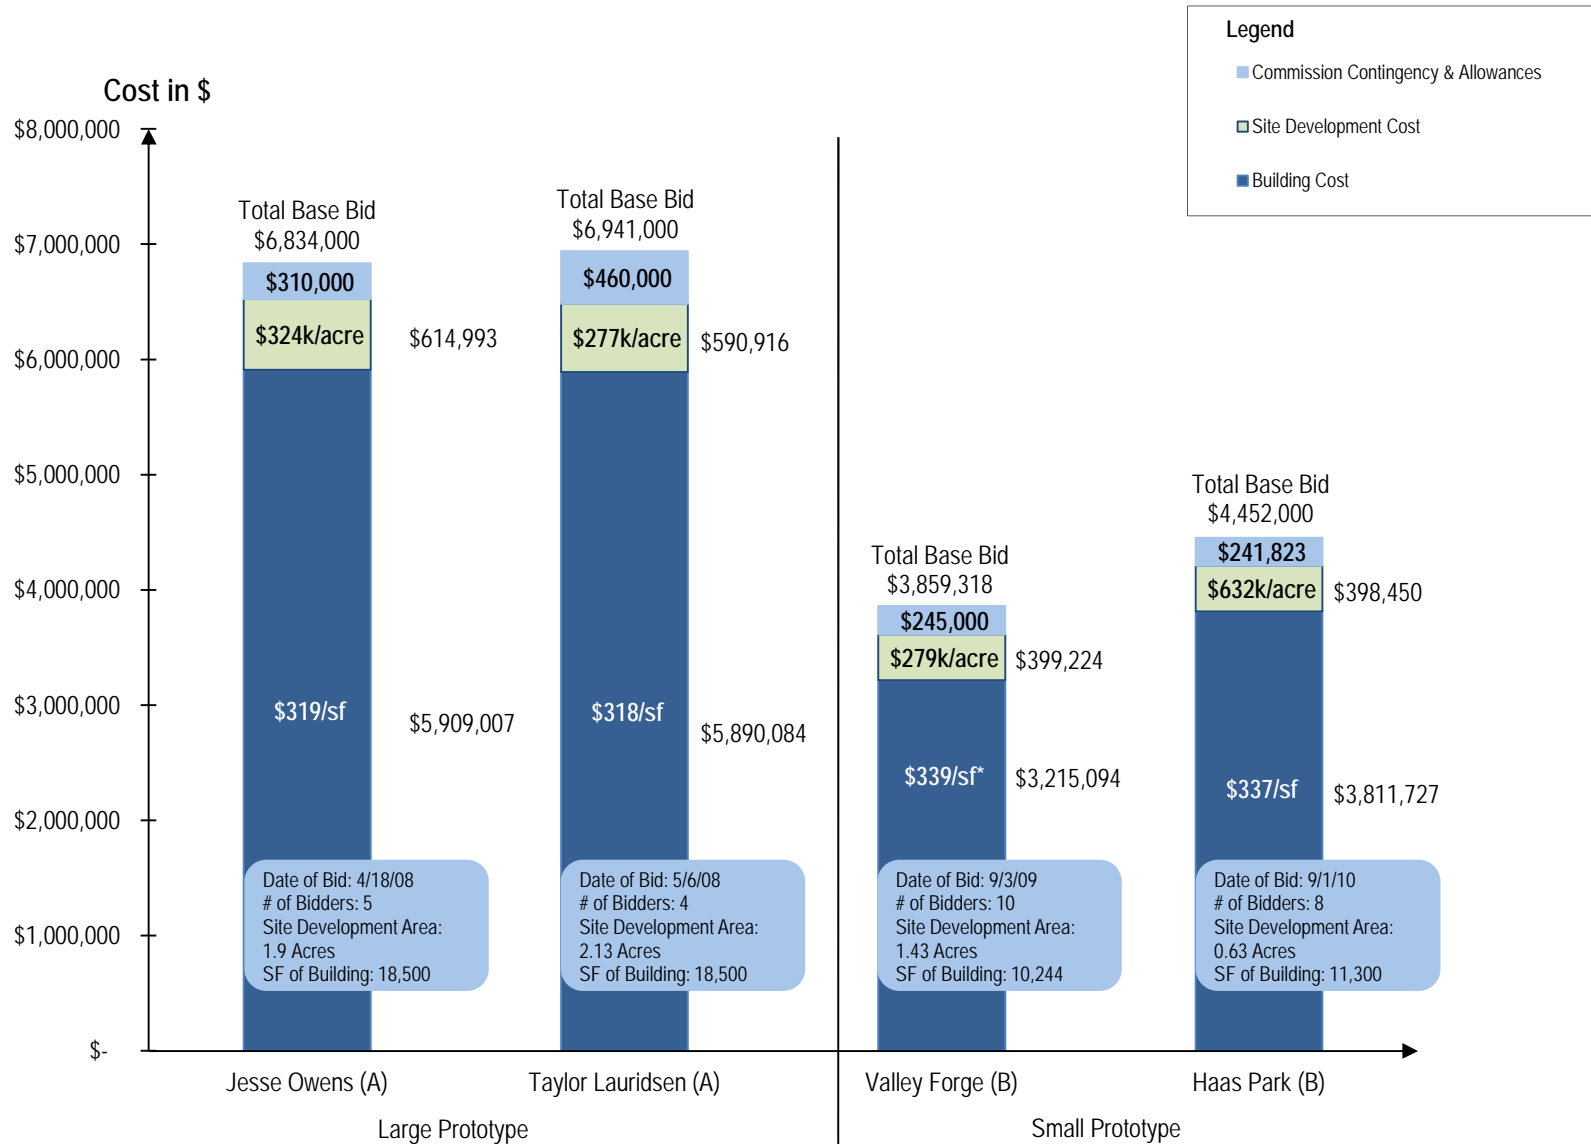 Legend
Commission Contingency & Allowances
Site Development Cost
Building Cost
Cost in $
$8,000,000
$7,000,000
$6,000,000
$5,000,000
$4,000,000
$3,000,000
$2,000,000
$1,000,000
$-
Total Base Bid
$6,834,000
$310,000
$324k/acre
$614,993
$319/sf
$5,909,007
Date of Bid: 4/18/08
# of Bidders: 5
Site Development Area:
1.9 Acres
SF of Building: 18,500
Total Base Bid
$6,941,000
$460,000
$277k/acre
$590,916
$318/sf
$5,890,084
Date of Bid: 5/6/08
# of Bidders: 4
Site Development Area:
2.13 Acres
SF of Building: 18,500
Total Base Bid
$3,859,318
$245,000
$279k/acre
$399,224
$339/sf*
$3,215,094
Date of Bid: 9/3/09
# of Bidders: 10
Site Development Area:
1.43 Acres
SF of Building: 10,244
Total Base Bid
$4,452,000
$241,823
$632k/acre
$398,450
$337/sf
$3,811,727
Date of Bid: 9/1/10
# of Bidders: 8
Site Development Area:
0.63 Acres
SF of Building: 11,300
Jesse Owens (A)
Taylor Lauridsen (A)
Valley Forge (B)
Haas Park (B)
Large Prototype
Small Prototype